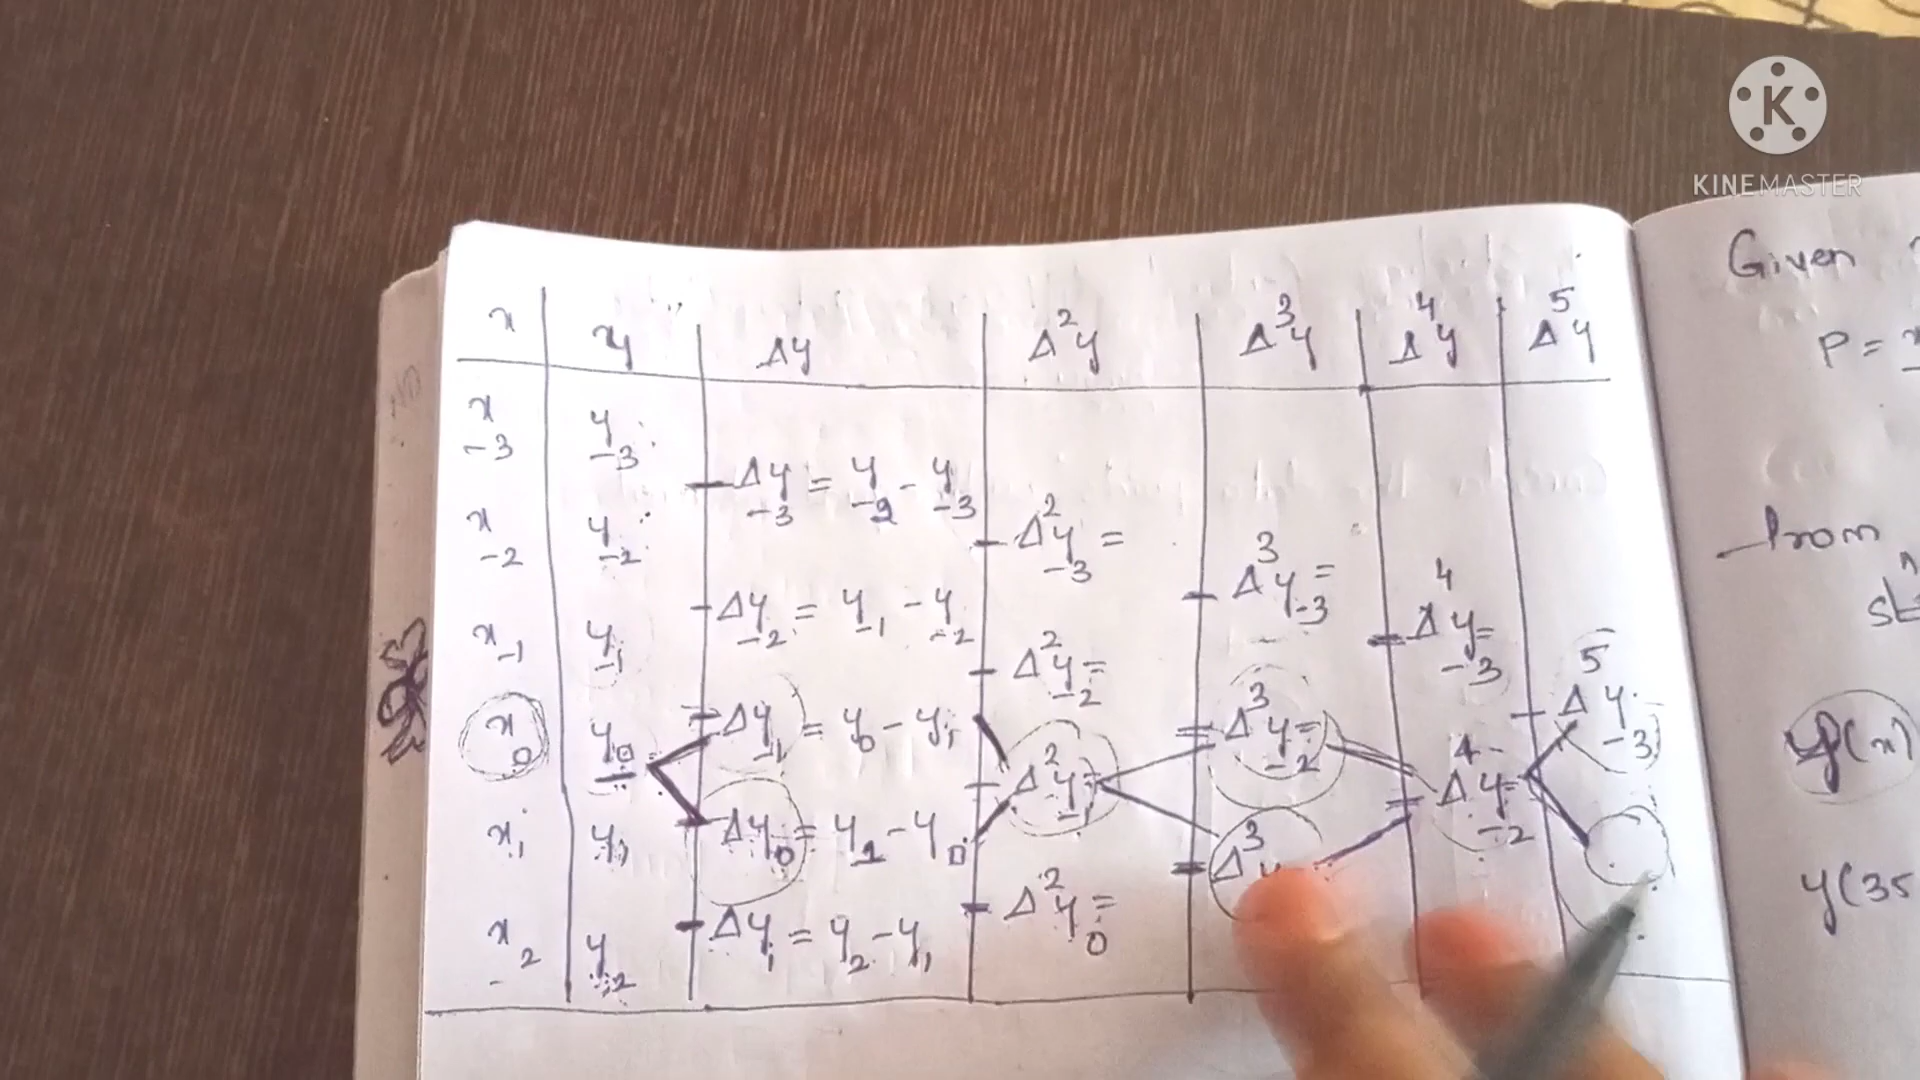 KINEMASTER
Given
P =
x y Δy Δ²y Δ³y Δ⁴y Δ⁵y
x₋₃ y₋₃
Δy₋₃ = y₋₂ - y₋₃
x₋₂ y₋₂ Δ²y₋₃ =
Δy₋₂ = y₋₁ - y₋₂ Δ³y₋₃ =
x₋₁ y₋₁ Δ²y₋₂ = Δ⁴y₋₃ =
Δy₋₁ = y₀ - y₋₁ Δ³y₋₂ = Δ⁵y₋₃
x₀ y₀ Δ²y₋₁ = Δ⁴y₋₂ =
Δy₀ = y₁ - y₀ Δ³y
x₁ y₁ Δ²y₀ =
Δy₁ = y₂ - y₁
x₂ y₂
from
y(x)
y(35